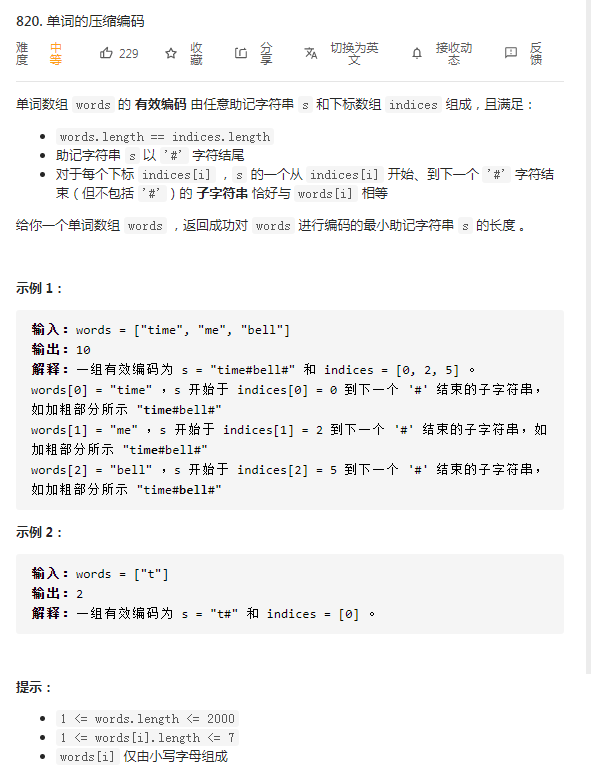 820. 单词的压缩编码
难度 中等 229 收藏 分享 切换为英文 接收动态 反馈
单词数组 words 的 有效编码 由任意助记字符串 s 和下标数组 indices 组成，且满足：
words.length == indices.length
助记字符串 s 以 '#' 字符结尾
对于每个下标 indices[i] ，s 的一个从 indices[i] 开始、到下一个 '#' 字符结
束（但不包括 '#' ）的 子字符串 恰好与 words[i] 相等
给你一个单词数组 words ，返回成功对 words 进行编码的最小助记字符串 s 的长度 。
示例 1：
输入：words = ["time", "me", "bell"]
输出：10
解释：一组有效编码为 s = "time#bell#" 和 indices = [0, 2, 5] 。
words[0] = "time" ，s 开始于 indices[0] = 0 到下一个 '#' 结束的子字符串，
如加粗部分所示 "time#bell#"
words[1] = "me" ，s 开始于 indices[1] = 2 到下一个 '#' 结束的子字符串，如
加粗部分所示 "time#bell#"
words[2] = "bell" ，s 开始于 indices[2] = 5 到下一个 '#' 结束的子字符串，
如加粗部分所示 "time#bell#"
示例 2：
输入：words = ["t"]
输出：2
解释：一组有效编码为 s = "t#" 和 indices = [0] 。
提示：
1 <= words.length <= 2000
1 <= words[i].length <= 7
words[i] 仅由小写字母组成